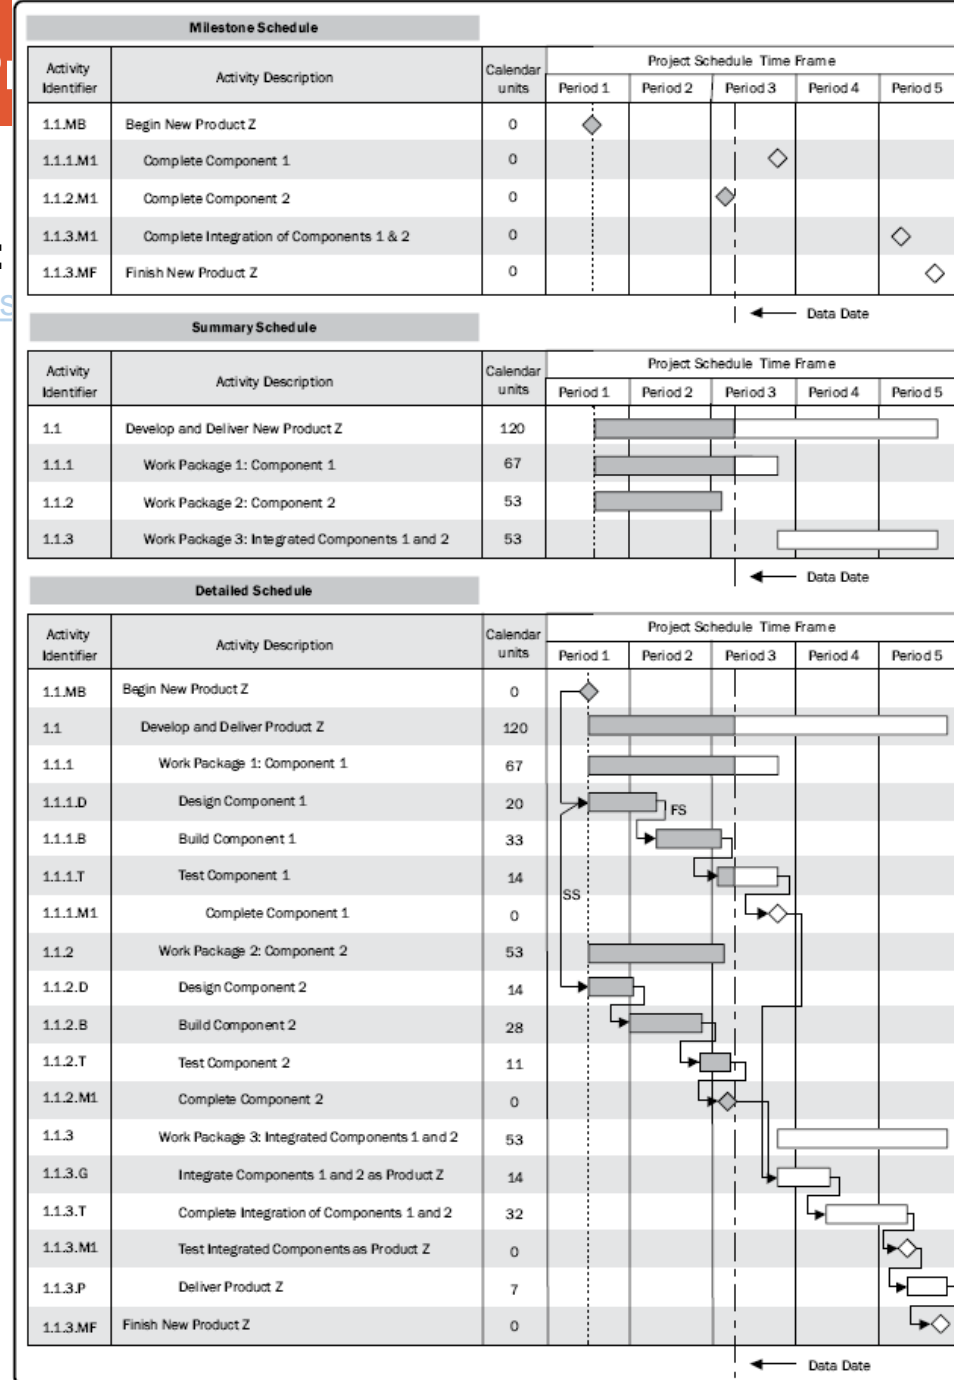 Milestone Schedule
Activity Identifier Activity Description Calendar units Project Schedule Time Frame
Period 1 Period 2 Period 3 Period 4 Period 5
1.1.MB Begin New Product Z 0
1.1.1.M1 Complete Component 1 0
1.1.2.M1 Complete Component 2 0
1.1.3.M1 Complete Integration of Components 1 & 2 0
1.1.3.MF Finish New Product Z 0
Data Date
Summary Schedule
Activity Identifier Activity Description Calendar units Project Schedule Time Frame
Period 1 Period 2 Period 3 Period 4 Period 5
1.1 Develop and Deliver New Product Z 120
1.1.1 Work Package 1: Component 1 67
1.1.2 Work Package 2: Component 2 53
1.1.3 Work Package 3: Integrated Components 1 and 2 53
Data Date
Detailed Schedule
Activity Identifier Activity Description Calendar units Project Schedule Time Frame
Period 1 Period 2 Period 3 Period 4 Period 5
1.1.MB Begin New Product Z 0
1.1 Develop and Deliver Product Z 120
1.1.1 Work Package 1: Component 1 67
1.1.1.D Design Component 1 20
FS
1.1.1.B Build Component 1 33
1.1.1.T Test Component 1 14
SS
1.1.1.M1 Complete Component 1 0
1.1.2 Work Package 2: Component 2 53
1.1.2.D Design Component 2 14
1.1.2.B Build Component 2 28
1.1.2.T Test Component 2 11
1.1.2.M1 Complete Component 2 0
1.1.3 Work Package 3: Integrated Components 1 and 2 53
1.1.3.G Integrate Components 1 and 2 as Product Z 14
1.1.3.T Complete Integration of Components 1 and 2 32
1.1.3.M1 Test Integrated Components as Product Z 0
1.1.3.P Deliver Product Z 7
1.1.3.MF Finish New Product Z 0
Data Date